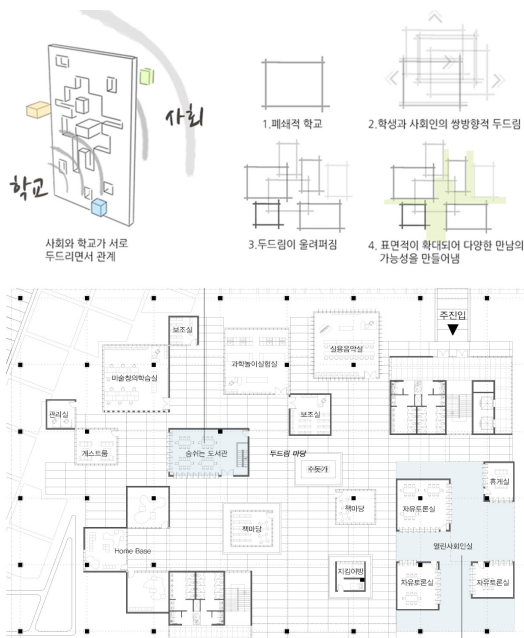 사회
학교
사회와 학교가 서로
두드리면서 관계
1.폐쇄적 학교
2.학생과 사회인의 쌍방향적 두드림
3.두드림이 울려퍼짐
4. 표면적이 확대되어 다양한 만남의
가능성을 만들어냄
주진입
보조실
과학놀이실험실
실용음악실
미술창의학습실
보조실
관리실
게스트룸
숨쉬는 도서관
두드림 마당
수돗가
휴게실
책마당
자유토론실
책마당
열린사회인실
Home Base
지킴이방
자유토론실
자유토론실